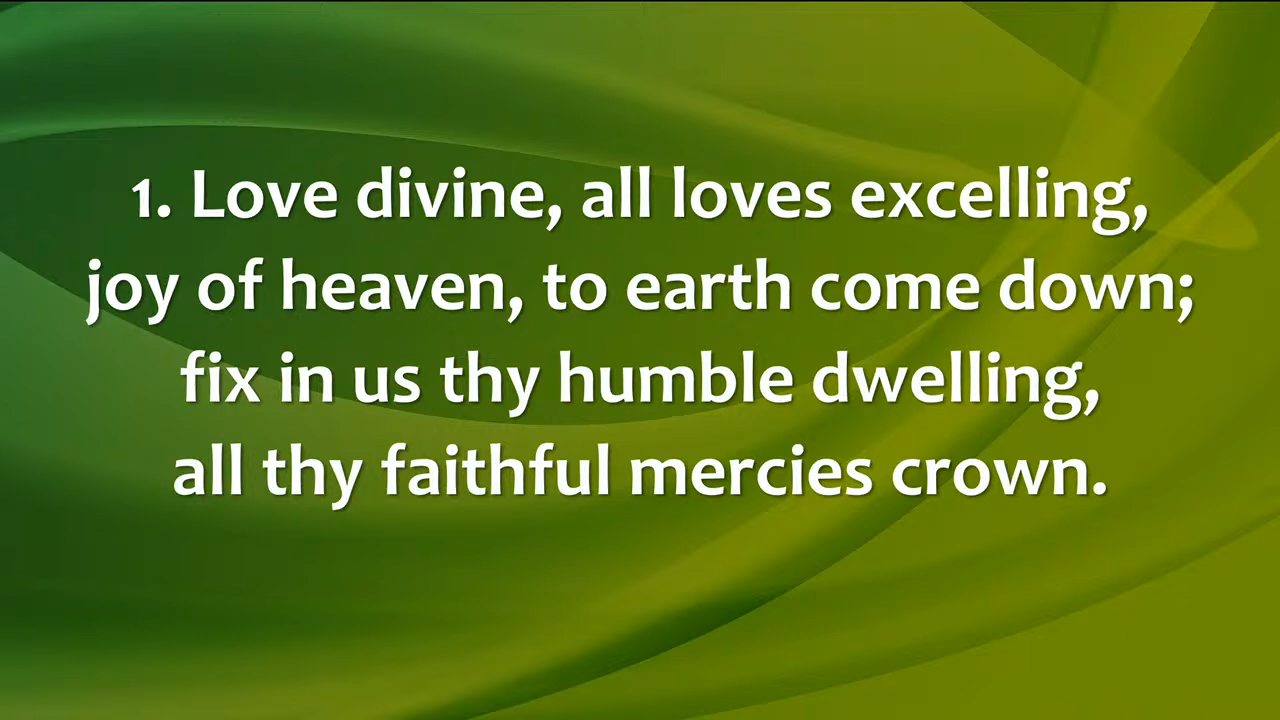 1. Love divine, all loves excelling,
joy of heaven, to earth come down;
fix in us thy humble dwelling,
all thy faithful mercies crown.